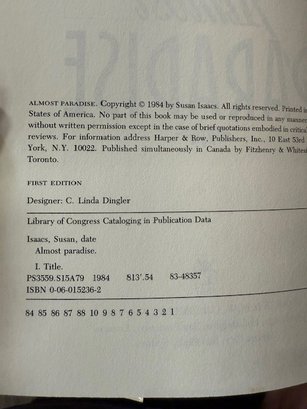 ALMOST PARADISE. Copyright © 1984 by Susan Isaacs. All rights reserved. Printed in
States of America. No part of this book may be used or reproduced in any manner
without written permission except in the case of brief quotations embodied in critical
reviews. For information address Harper & Row, Publishers, Inc., 10 East 53rd
York, N.Y. 10022. Published simultaneously in Canada by Fitzhenry & Whites
Toronto.
FIRST EDITION
Designer: C. Linda Dingler
Library of Congress Cataloging in Publication Data
Isaacs, Susan, date
Almost paradise.
I. Title.
PS3559.S15A79 1984 813'.54 83-48357
ISBN 0-06-015236-2
84 85 86 87 88 10 9 8 7 6 5 4 3 2 1